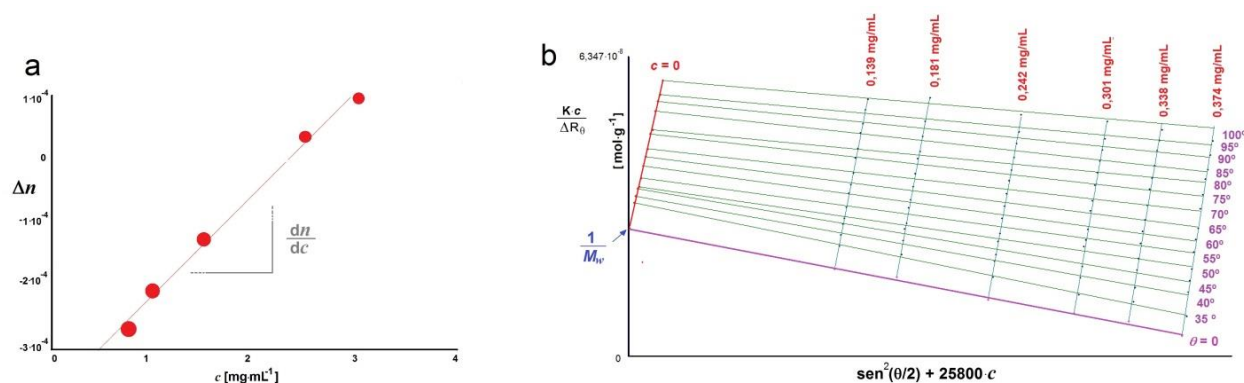 a
1·10-4
0
-1·10-4
-2·10-4
-3·10-4
Δn
dn
dc
0 1 2 3 4
c [mg·mL-1]
b
6,347·10-8
K·c
ΔRθ
[mol·g-1]
c = 0
0,139 mg/mL
0,181 mg/mL
0,242 mg/mL
0,301 mg/mL
0,338 mg/mL
0,374 mg/mL
100º
95º
90º
85º
80º
75º
70º
65º
60º
55º
50º
45º
40º
35 º
θ = 0
1
Mw
0
sen2(θ/2) + 25800·c